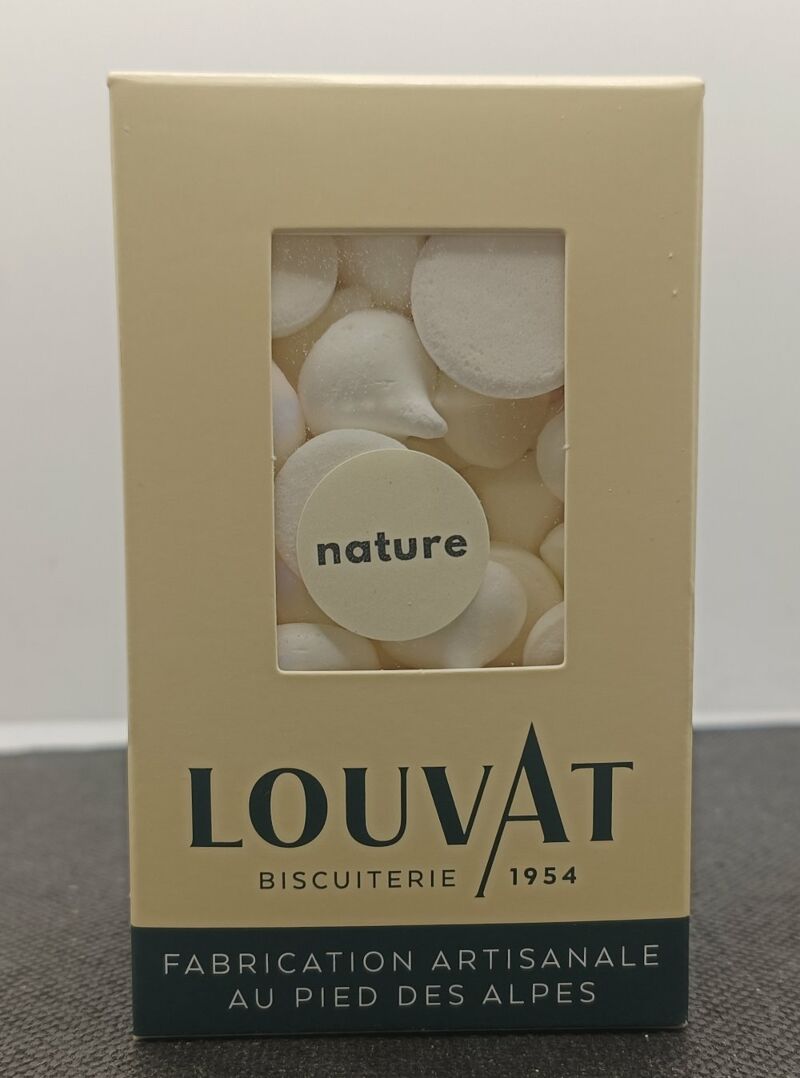 nature
LOUVAT
BISCUITERIE 1954
FABRICATION ARTISANALE
AU PIED DES ALPES